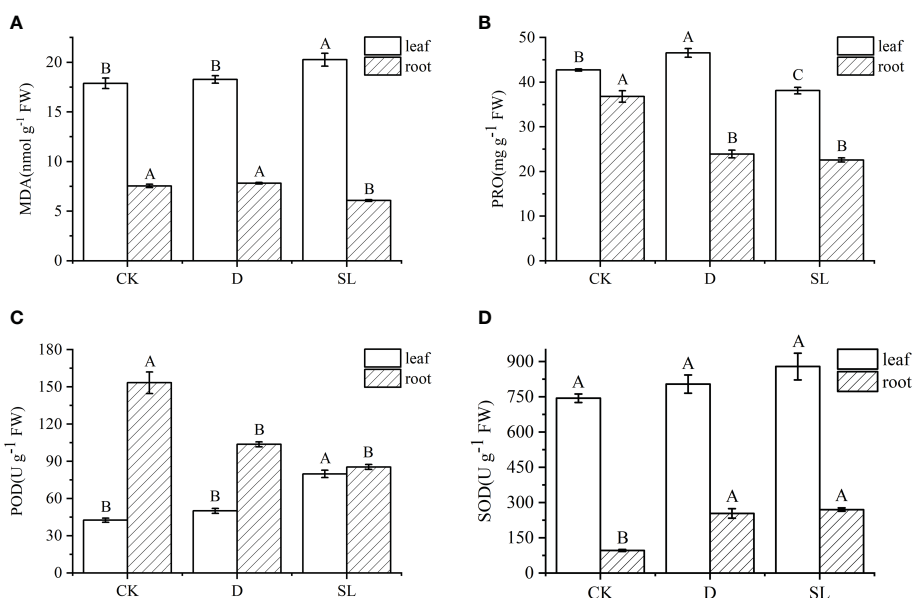 A
B
MDA(nmol g-1 FW)
20
15
10
5
0
B
B
A
A
A
B
leaf
root
CK
D
SL
PRO(mg g-1 FW)
50
40
30
20
10
0
B
A
A
B
C
B
leaf
root
CK
D
SL
C
D
POD(U g-1 FW)
180
150
120
90
60
30
0
B
A
B
B
A
B
leaf
root
CK
D
SL
SOD(U g-1 FW)
900
750
600
450
300
150
0
A
B
A
A
A
A
leaf
root
CK
D
SL